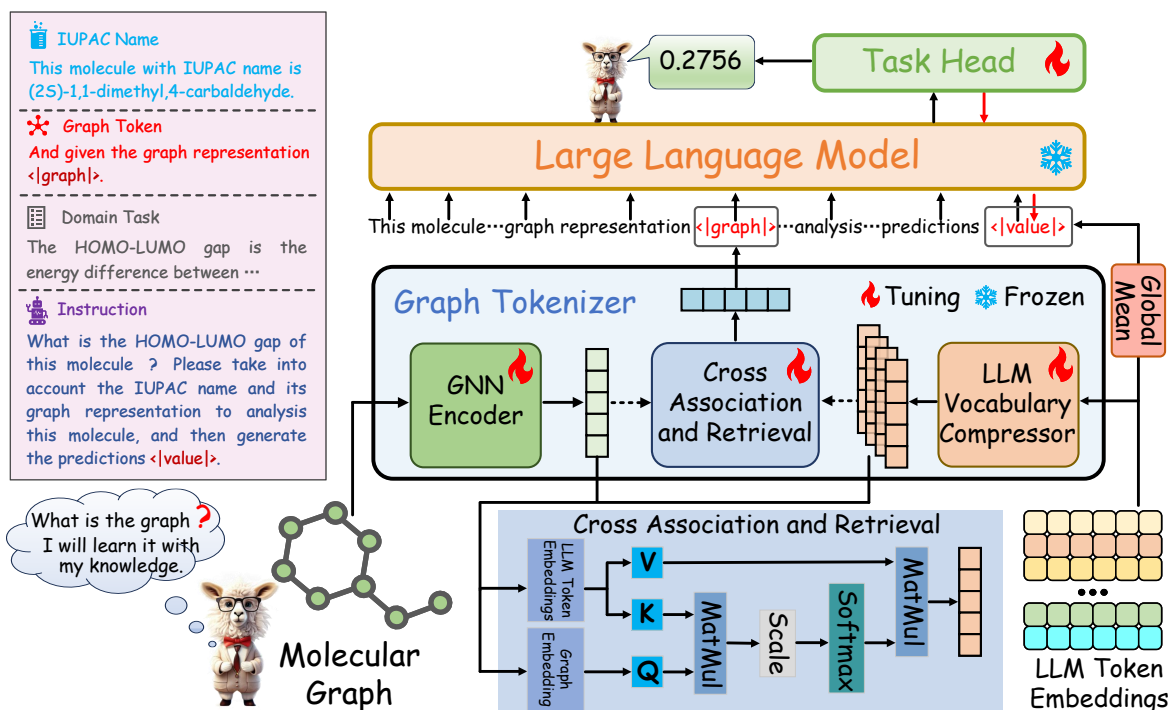 IUPAC Name
This molecule with IUPAC name is
(2S)-1,1-dimethyl,4-carbaldehyde.
Graph Token
And given the graph representation
<|graph|>.
Domain Task
The HOMO-LUMO gap is the
energy difference between ···
Instruction
What is the HOMO-LUMO gap of
this molecule ? Please take into
account the IUPAC name and its
graph representation to analysis
this molecule, and then generate
the predictions <|value|>.
What is the graph ?
I will learn it with
my knowledge.
Molecular
Graph
0.2756
Task Head
Large Language Model
This molecule···graph representation <|graph|> ···analysis···predictions <|value|>
Graph Tokenizer
Tuning
Frozen
GNN
Encoder
Cross
Association
and Retrieval
LLM
Vocabulary
Compressor
Global
Mean
Cross Association and Retrieval
LLM Token
Embeddings
Graph
Embedding
V
K
Q
MatMul
Scale
Softmax
MatMul
LLM Token
Embeddings